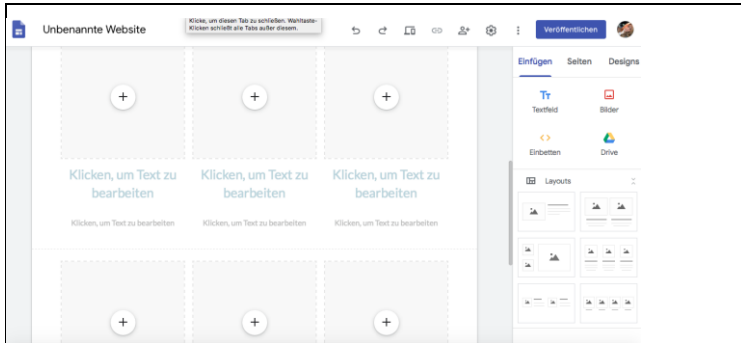 Klicke, um diesen Tab zu schließen. Wahltaste-
Klicken schließt alle Tabs außer diesem.
Unbenannte Website
Veröffentlichen
Einfügen Seiten Designs
Textfeld Bilder
Einbetten Drive
Layouts
Klicken, um Text zu Klicken, um Text zu Klicken, um Text zu
bearbeiten bearbeiten bearbeiten
Klicken, um Text zu bearbeiten Klicken, um Text zu bearbeiten Klicken, um Text zu bearbeiten